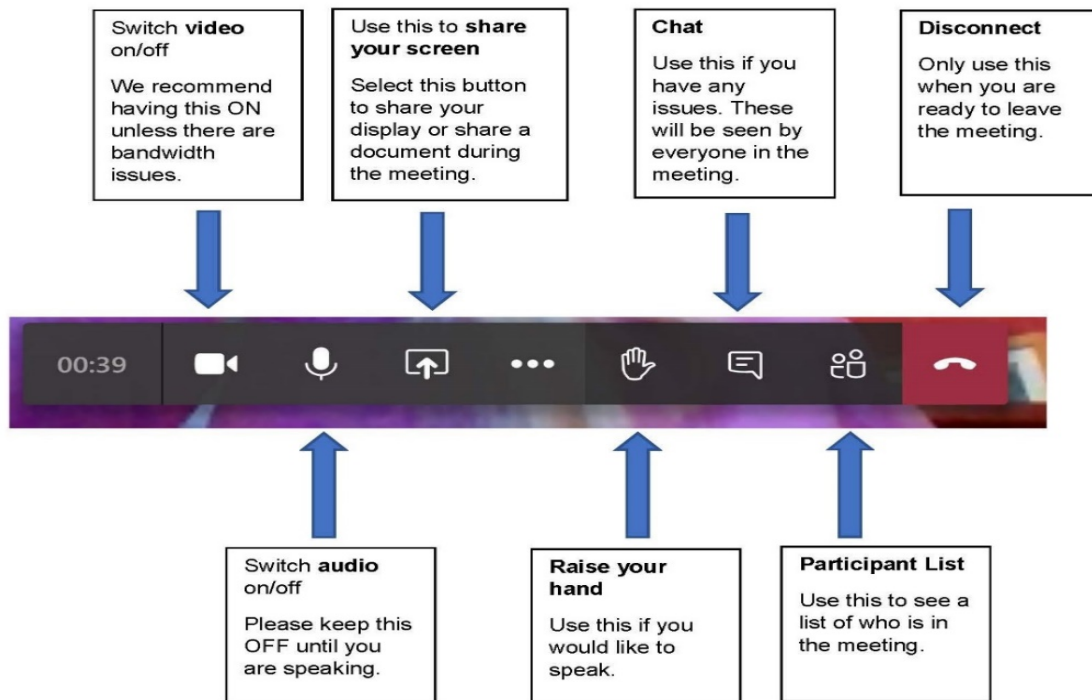 Switch video
on/off
We recommend
having this ON
unless there are
bandwidth
issues.
Use this to share
your screen
Select this button
to share your
display or share a
document during
the meeting.
Chat
Use this if you
have any
issues. These
will be seen by
everyone in the
meeting.
Disconnect
Only use this
when you are
ready to leave
the meeting.
00:39
Switch audio
on/off
Please keep this
OFF until you
are speaking.
Raise your
hand
Use this if you
would like to
speak.
Participant List
Use this to see a
list of who is in
the meeting.